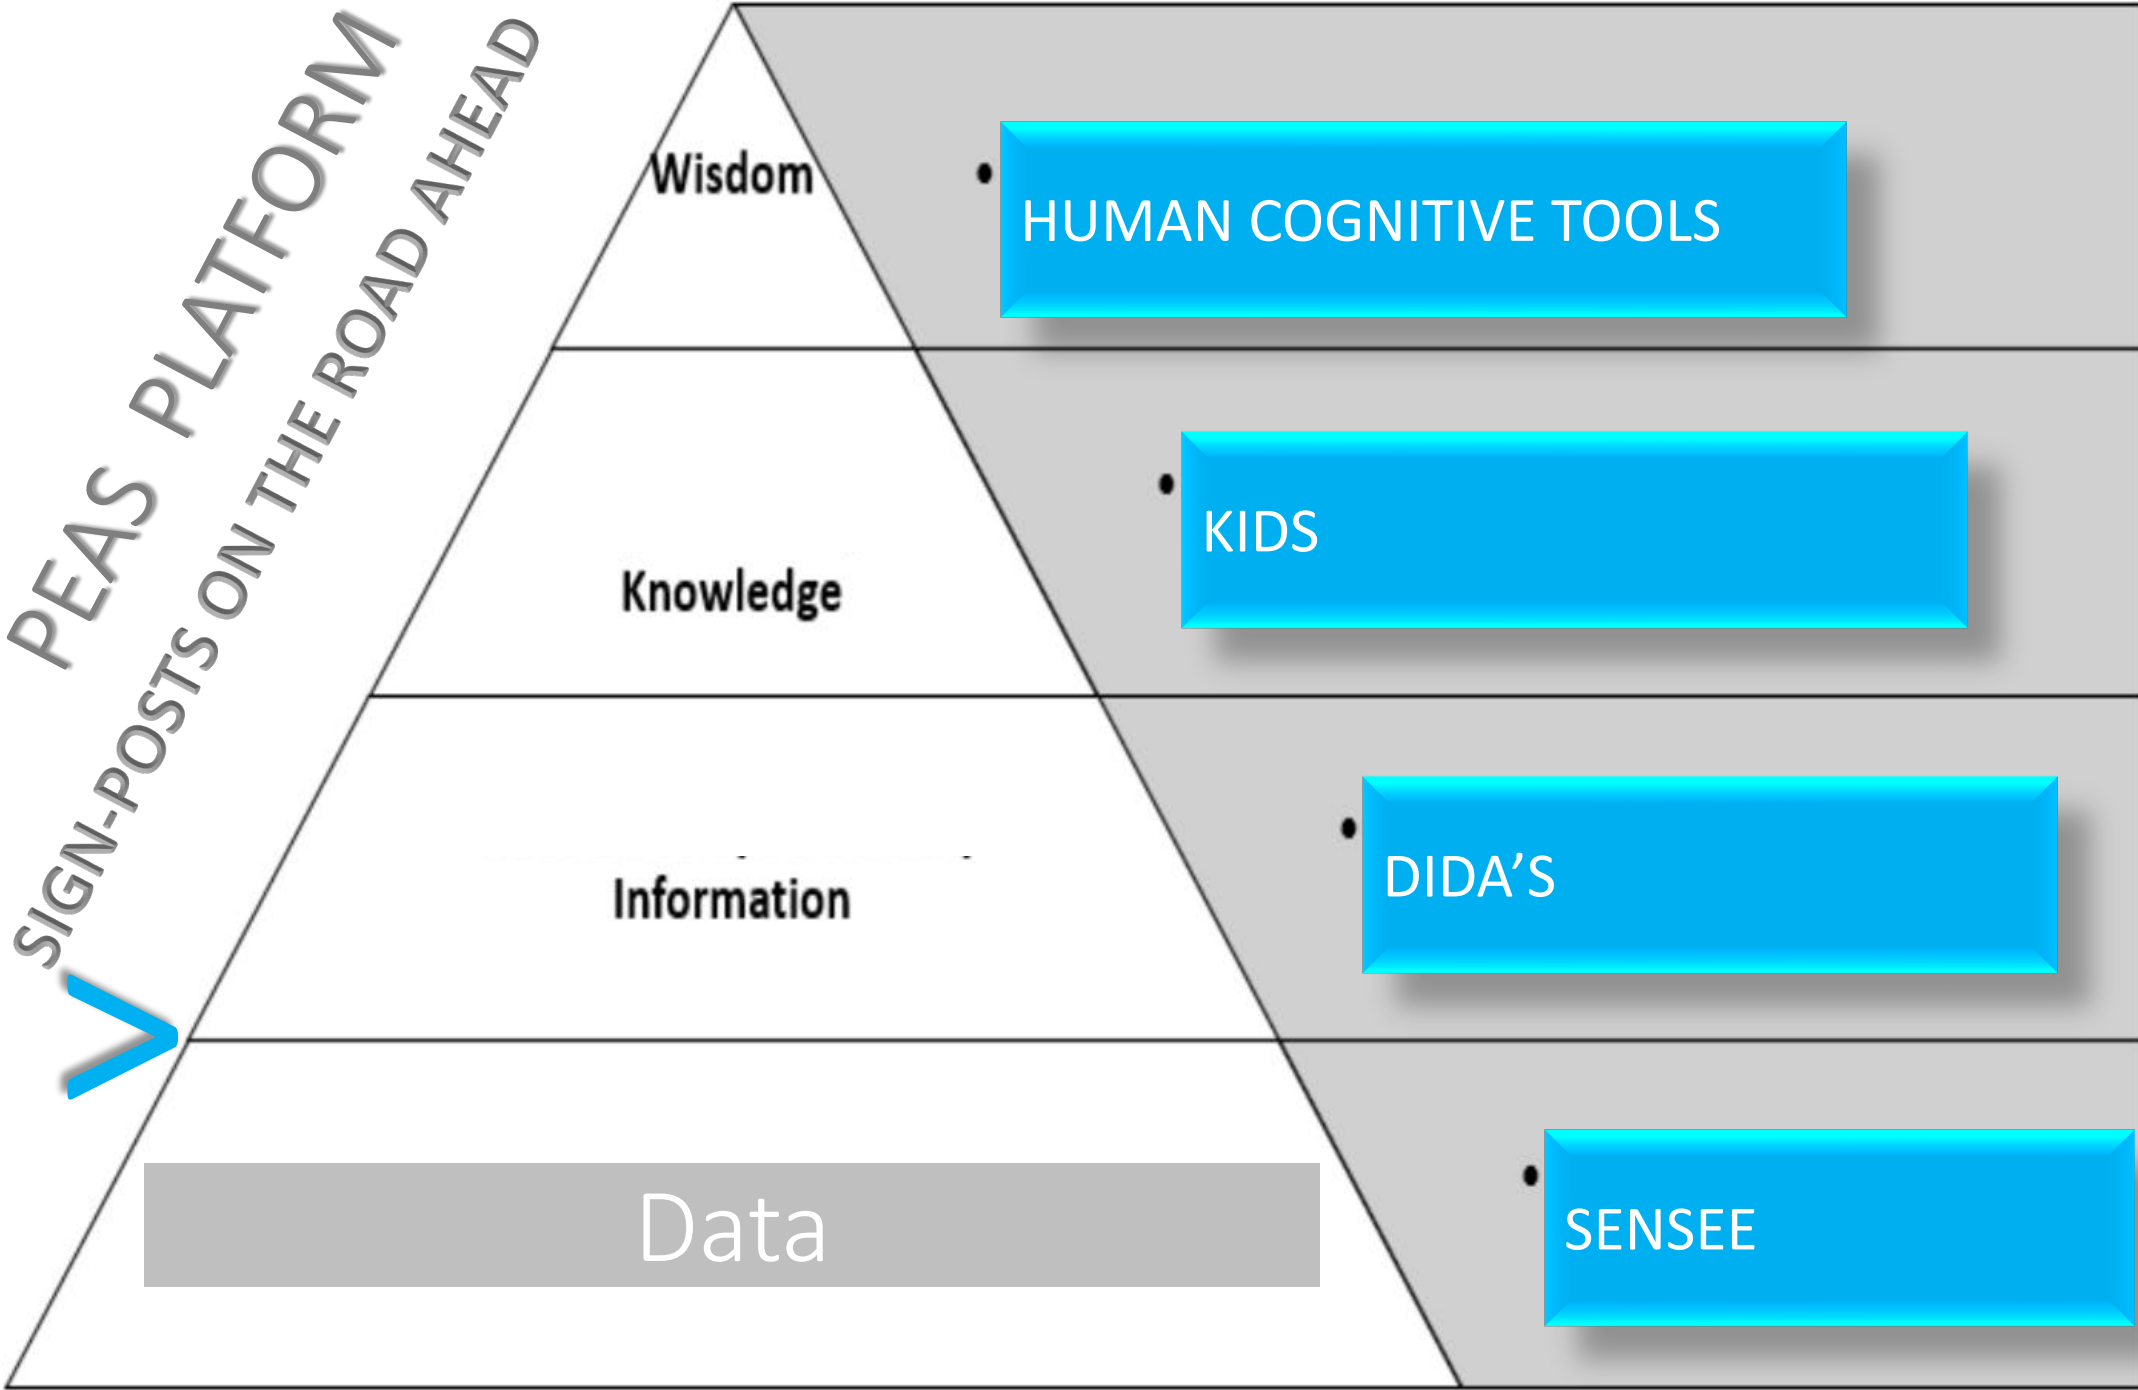 PEAS PLATFORM
SIGN-POSTS ON THE ROAD AHEAD
>
Wisdom
• HUMAN COGNITIVE TOOLS
Knowledge
• KIDS
Information
• DIDA’S
Data
• SENSEE